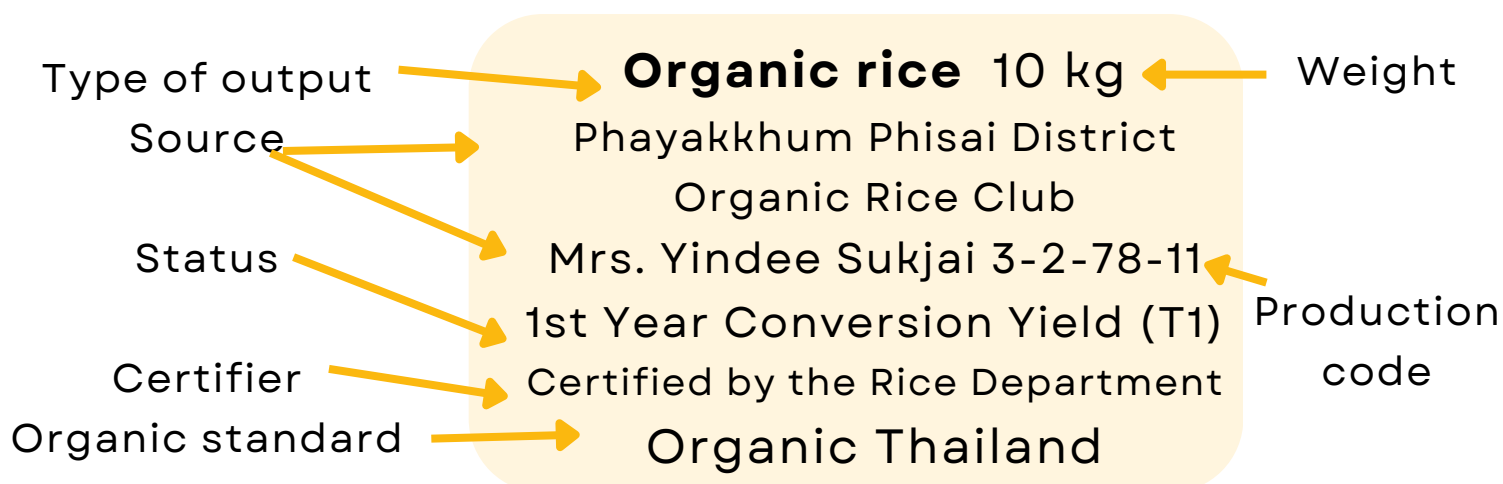 Type of output
Organic rice 10 kg
Weight
Source
Phayakkhum Phisai District
Organic Rice Club
Status
Mrs. Yindee Sukjai 3-2-78-11
Production
code
1st Year Conversion Yield (T1)
Certifier
Certified by the Rice Department
Organic standard
Organic Thailand